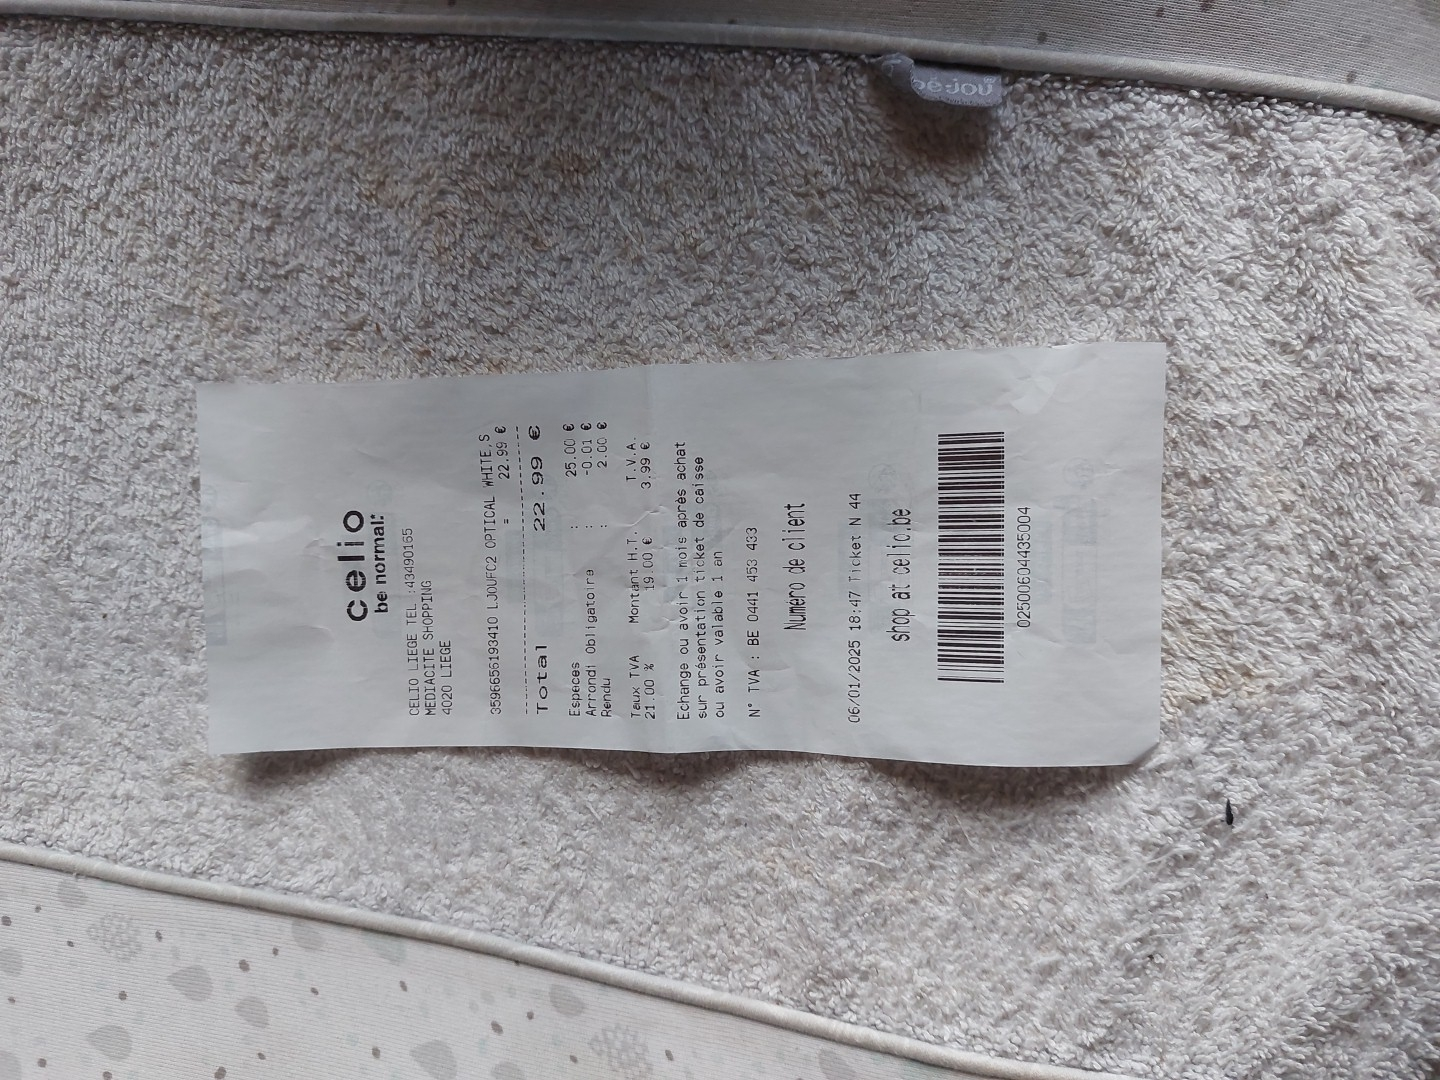 bé·jou
celio
be normal:
CELIO LIEGE TEL :43490165
MEDIACITE SHOPPING
4020 LIEGE
3596656193410 LJOUFC2 OPTICAL WHITE,S
= 22.99 €
Total 22.99 €
Especes : 25.00 €
Arrondi Obligatoire : -0.01 €
Rendu : 2.00 €
Taux TVA Montant H.T. T.V.A.
21.00 % 19.00 € 3.99 €
Echange ou avoir 1 mois après achat
sur présentation ticket de caisse
ou avoir valable 1 an
N° TVA : BE 0441 453 433
Numero de client
06/01/2025 18:47 Ticket N 44
shop at celio.be
02500604435004